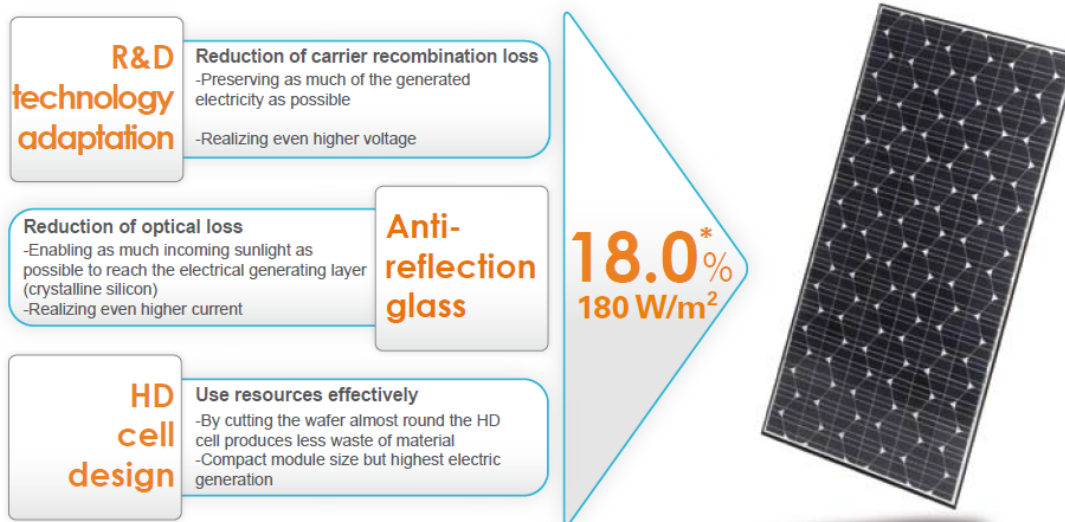 R&D
technology
adaptation
Reduction of carrier recombination loss
-Preserving as much of the generated
electricity as possible
-Realizing even higher voltage
Reduction of optical loss
-Enabling as much incoming sunlight as
possible to reach the electrical generating layer
(crystalline silicon)
-Realizing even higher current
Anti-
reflection
glass
HD
cell
design
Use resources effectively
-By cutting the wafer almost round the HD
cell produces less waste of material
-Compact module size but highest electric
generation
18.0*%
180 W/m²